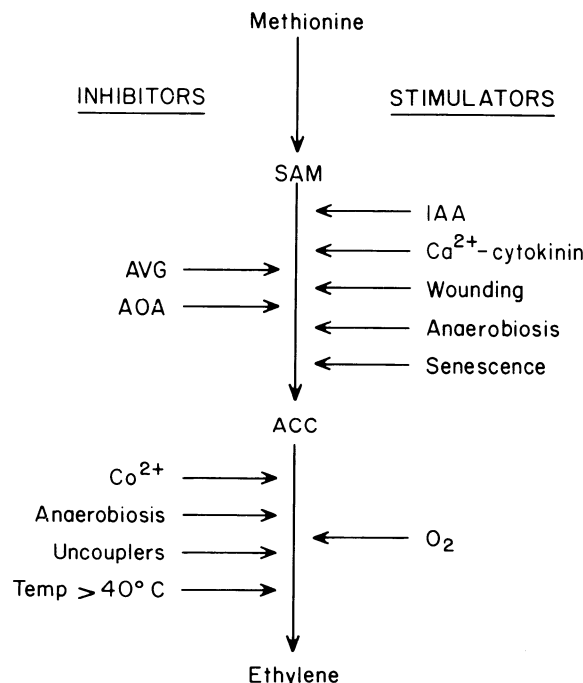 Methionine
INHIBITORS
STIMULATORS
SAM
IAA
Ca²⁺-cytokinin
AVG
Wounding
AOA
Anaerobiosis
Senescence
ACC
Co²⁺
Anaerobiosis
O₂
Uncouplers
Temp > 40° C
Ethylene